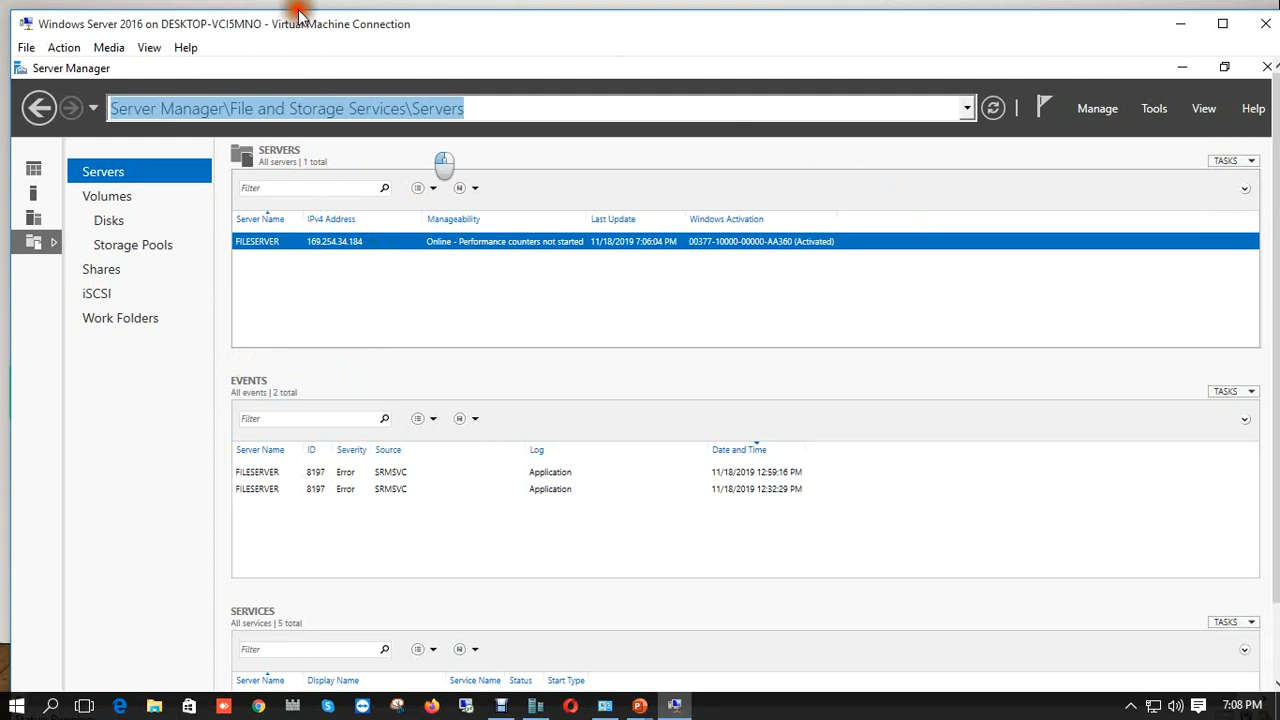 Windows Server 2016 on DESKTOP-VCI5MNO - Virtual Machine Connection
File Action Media View Help
Server Manager
Server Manager\File and Storage Services\Servers
Manage Tools View Help
Servers
Volumes
Disks
Storage Pools
Shares
iSCSI
Work Folders
SERVERS
All servers | 1 total
TASKS
Filter
Server Name IPv4 Address Manageability Last Update Windows Activation
FILESERVER 169.254.34.184 Online - Performance counters not started 11/18/2019 7:06:04 PM 00377-10000-00000-AA360 (Activated)
EVENTS
All events | 2 total
TASKS
Filter
Server Name ID Severity Source Log Date and Time
FILESERVER 8197 Error SRMSVC Application 11/18/2019 12:59:16 PM
FILESERVER 8197 Error SRMSVC Application 11/18/2019 12:32:29 PM
SERVICES
All services | 5 total
TASKS
Filter
Server Name Display Name Service Name Status Start Type
7:08 PM